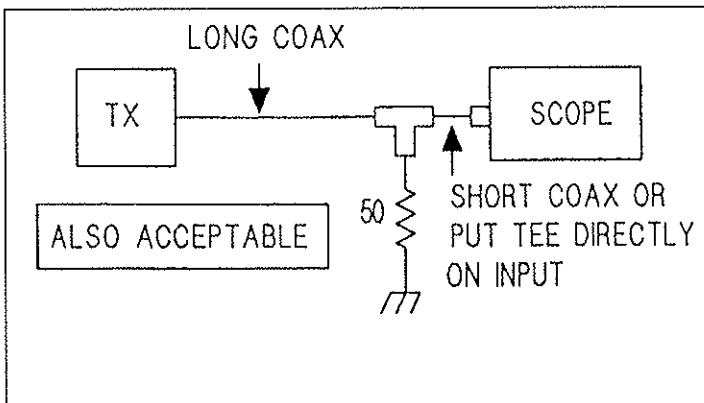 LONG COAX
TX
SCOPE
50
SHORT COAX OR
PUT TEE DIRECTLY
ON INPUT
ALSO ACCEPTABLE